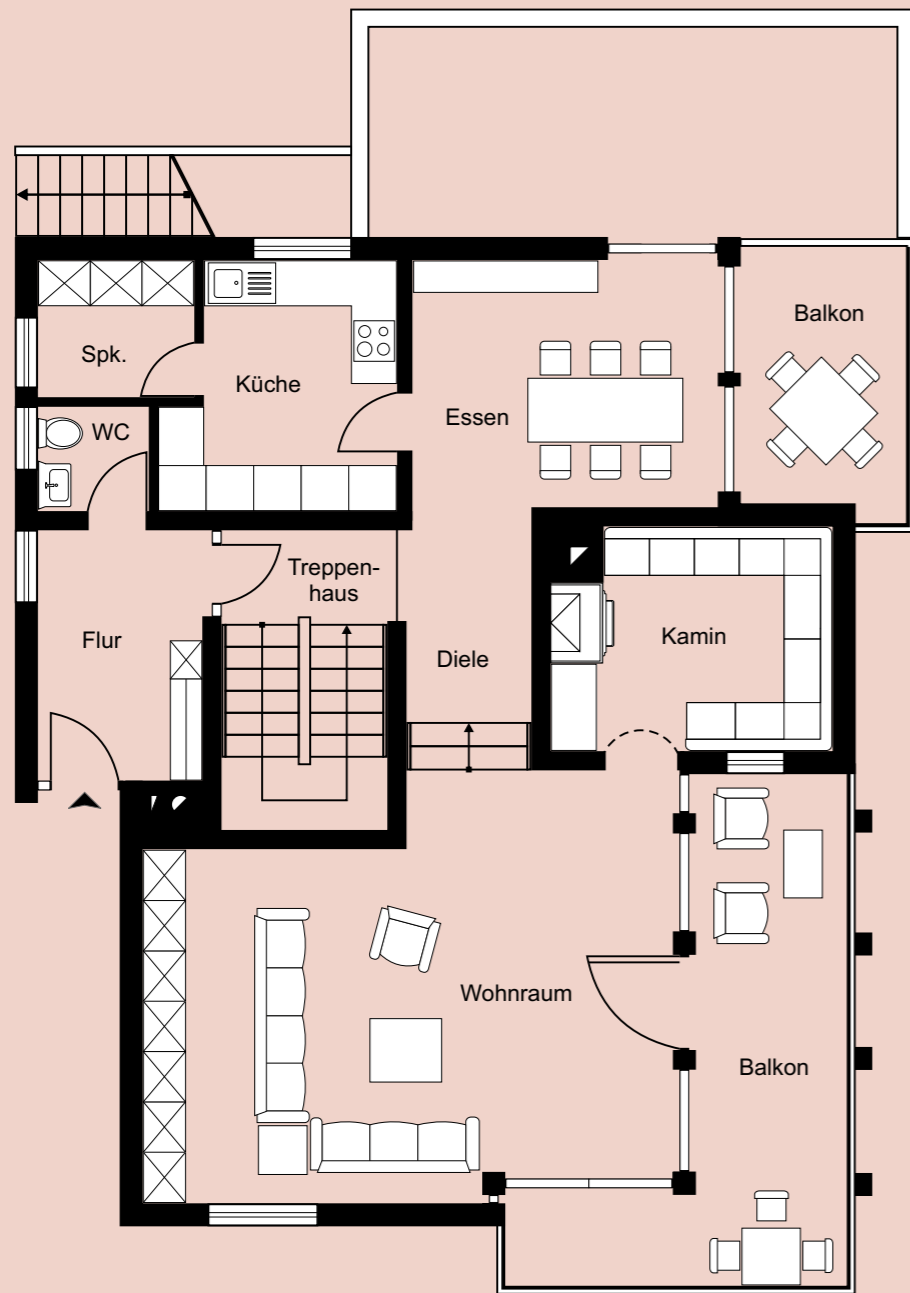 Balkon
Spk.
Küche
WC
Essen
Treppen-
haus
Flur
Diele
Kamin
Wohnraum
Balkon